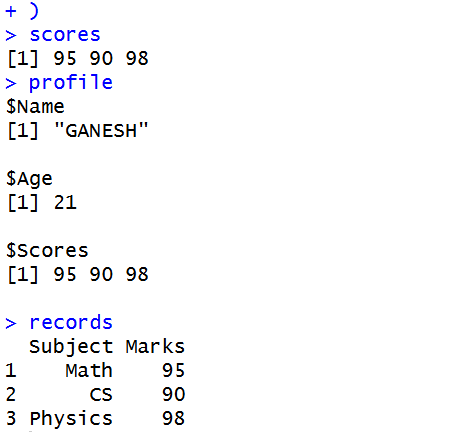 + )
> scores
[1] 95 90 98
> profile
$Name
[1] "GANESH"

$Age
[1] 21

$Scores
[1] 95 90 98

> records
  Subject Marks
1    Math    95
2      CS    90
3 Physics    98